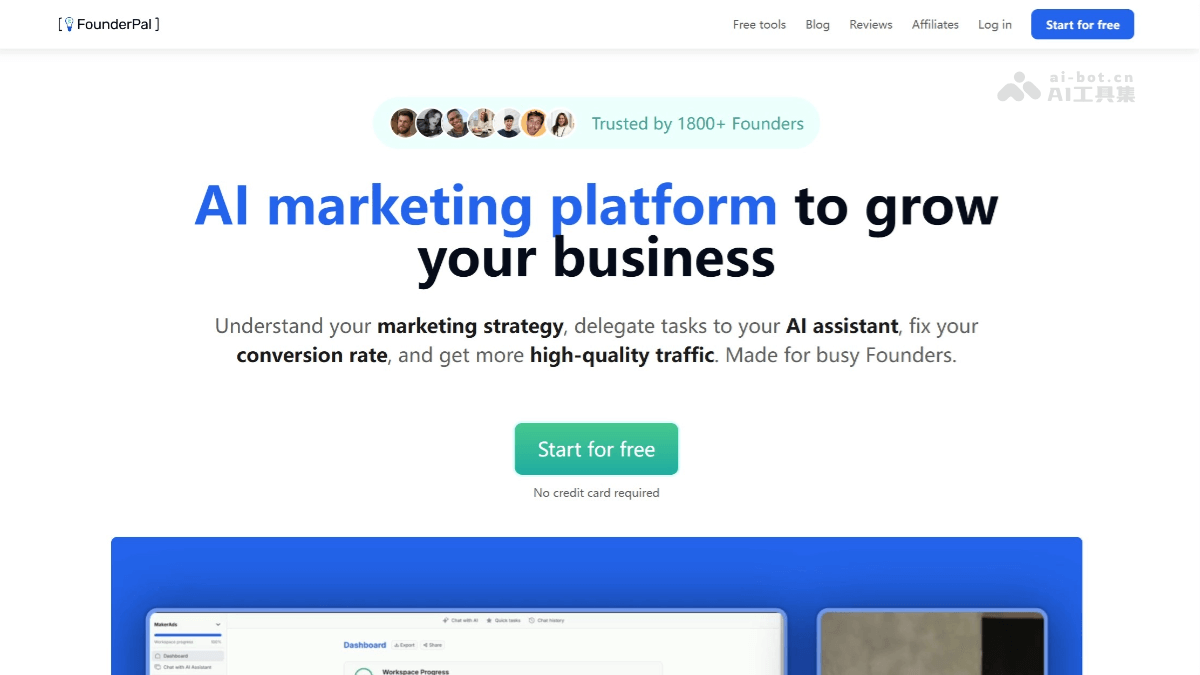 [ FounderPal ]
Free tools
Blog
Reviews
Affiliates
Log in
Start for free
ai-bot.cn
AI工具集
Trusted by 1800+ Founders
AI marketing platform to grow
your business
Understand your marketing strategy, delegate tasks to your AI assistant, fix your
conversion rate, and get more high-quality traffic. Made for busy Founders.
Start for free
No credit card required
MakerAds
Workspace progress
100%
Dashboard
Chat with AI Assistant
Chat with AI
Quick tasks
Chat history
Dashboard
Export
Share
Workspace Progress